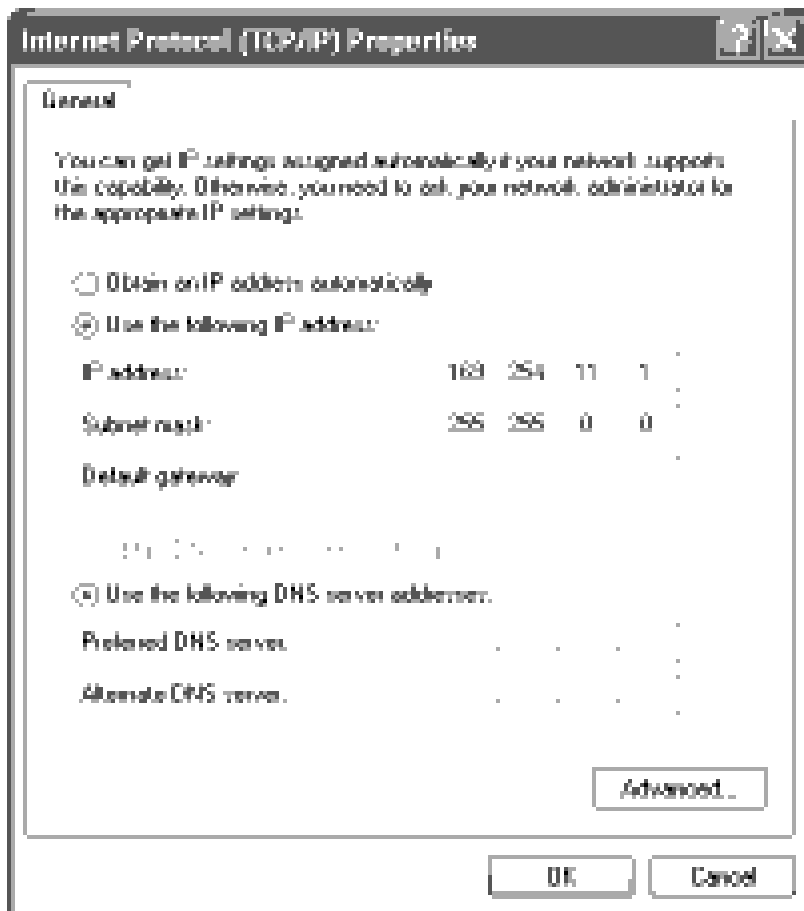 Internet Protocol (TCP/IP) Properties
General
You can get IP settings assigned automatically if your network supports
this capability. Otherwise, you need to ask your network administrator for
the appropriate IP settings.
Obtain an IP address automatically
Use the following IP address:
IP address: 169 254 11 1
Subnet mask: 255 255 0 0
Default gateway:
Use the following DNS server addresses:
Preferred DNS server:
Alternate DNS server:
Advanced...
OK Cancel